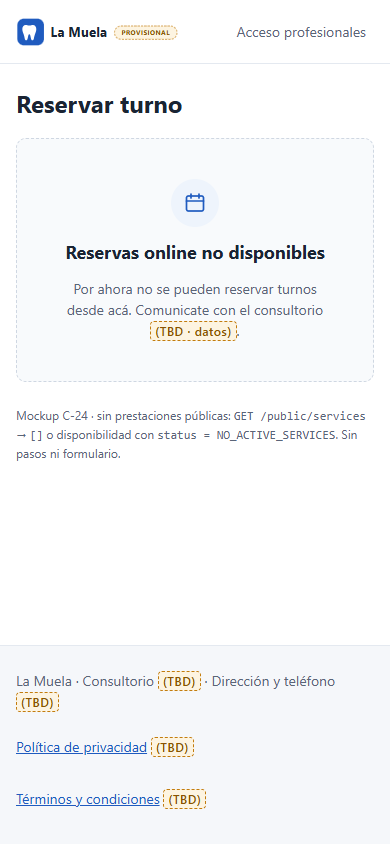 La Muela PROVISIONAL Acceso profesionales
Reservar turno
Reservas online no disponibles
Por ahora no se pueden reservar turnos
desde acá. Comunicate con el consultorio
(TBD · datos).
Mockup C-24 · sin prestaciones públicas: GET /public/services
→ [] o disponibilidad con status = NO_ACTIVE_SERVICES. Sin
pasos ni formulario.
La Muela · Consultorio (TBD) · Dirección y teléfono
(TBD)
Política de privacidad (TBD)
Términos y condiciones (TBD)